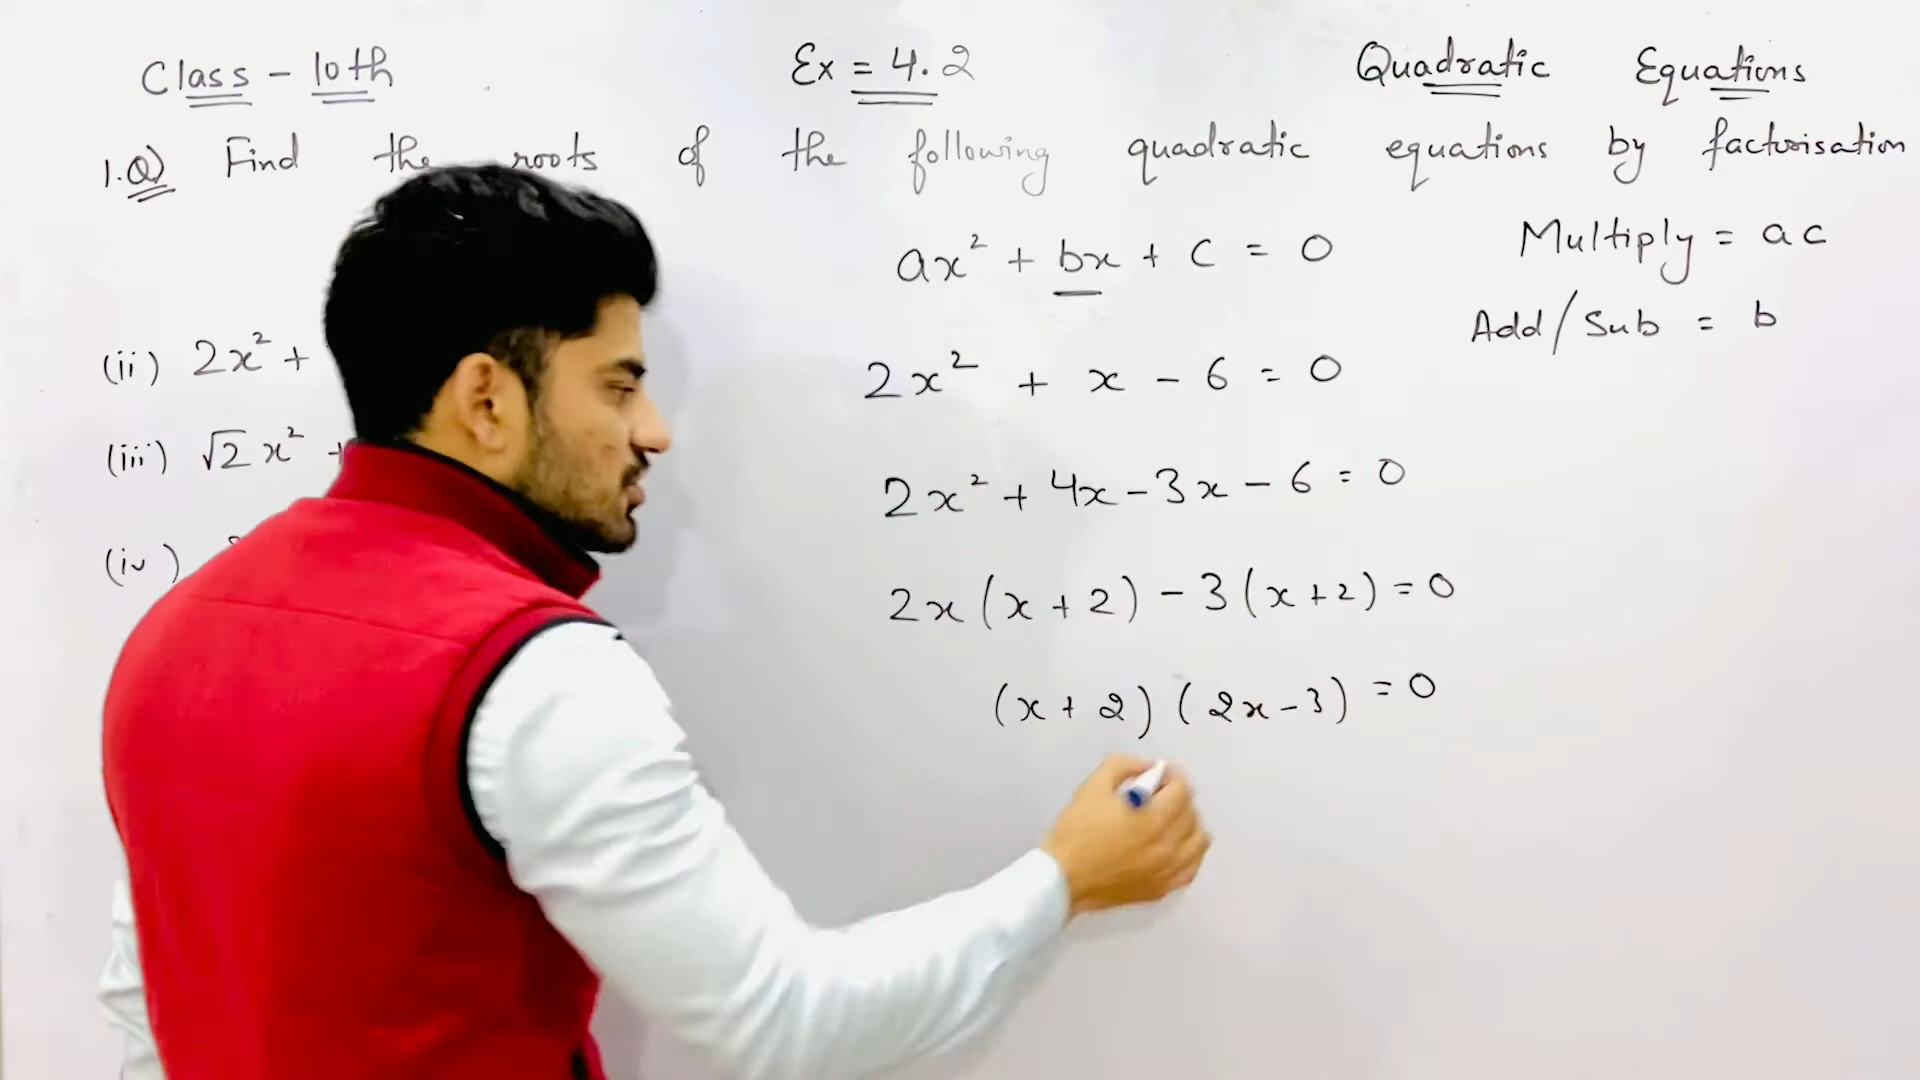 Class - 10th Ex = 4.2 Quadratic Equations
1.Q) Find the roots of the following quadratic equations by factorisation
ax² + bx + c = 0
Multiply = ac
Add/Sub = b
(ii) 2x² +
2x² + x - 6 = 0
(iii) √2x² +
2x² + 4x - 3x - 6 = 0
(iv)
2x(x + 2) - 3(x + 2) = 0
(x + 2)(2x - 3) = 0